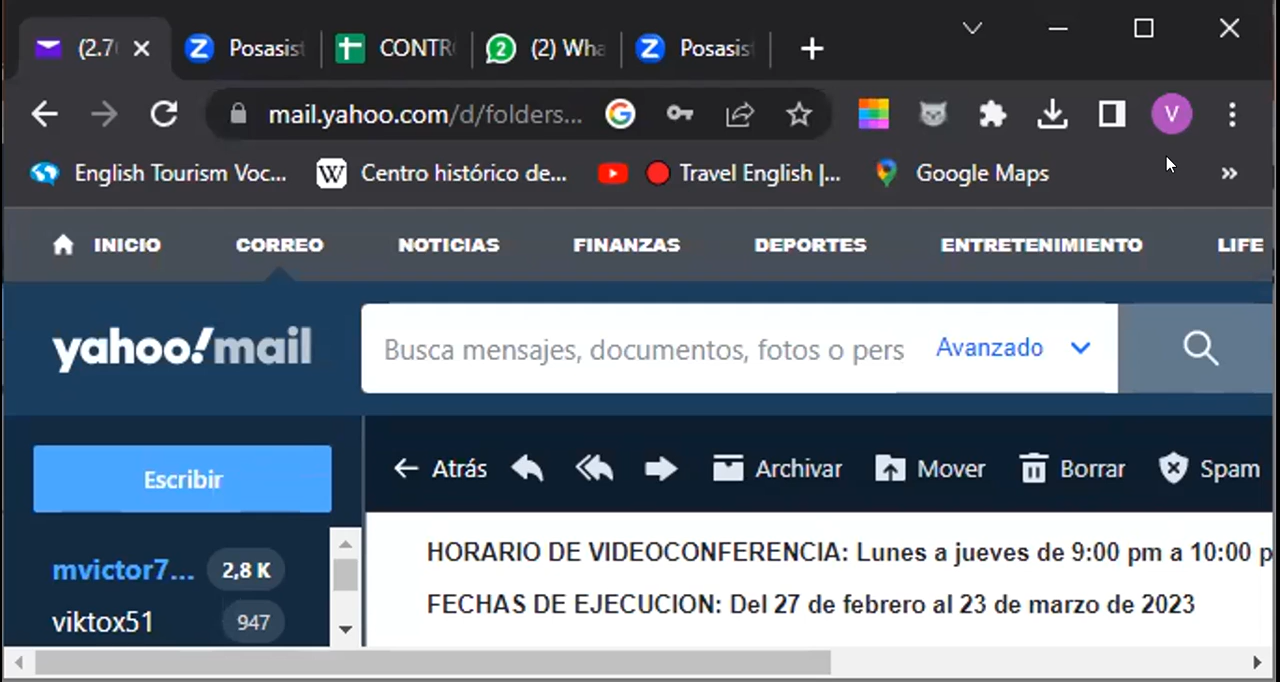 (2.7 Posasis CONTR 2 (2) Wha Posasis
mail.yahoo.com/d/folders... V
English Tourism Voc... W Centro histórico de... Travel English |... Google Maps »
INICIO CORREO NOTICIAS FINANZAS DEPORTES ENTRETENIMIENTO LIFE
yahoo!mail Busca mensajes, documentos, fotos o pers Avanzado
Escribir Atrás Archivar Mover Borrar Spam
HORARIO DE VIDEOCONFERENCIA: Lunes a jueves de 9:00 pm a 10:00 p
mvictor7... 2,8 K
FECHAS DE EJECUCION: Del 27 de febrero al 23 de marzo de 2023
viktox51 947